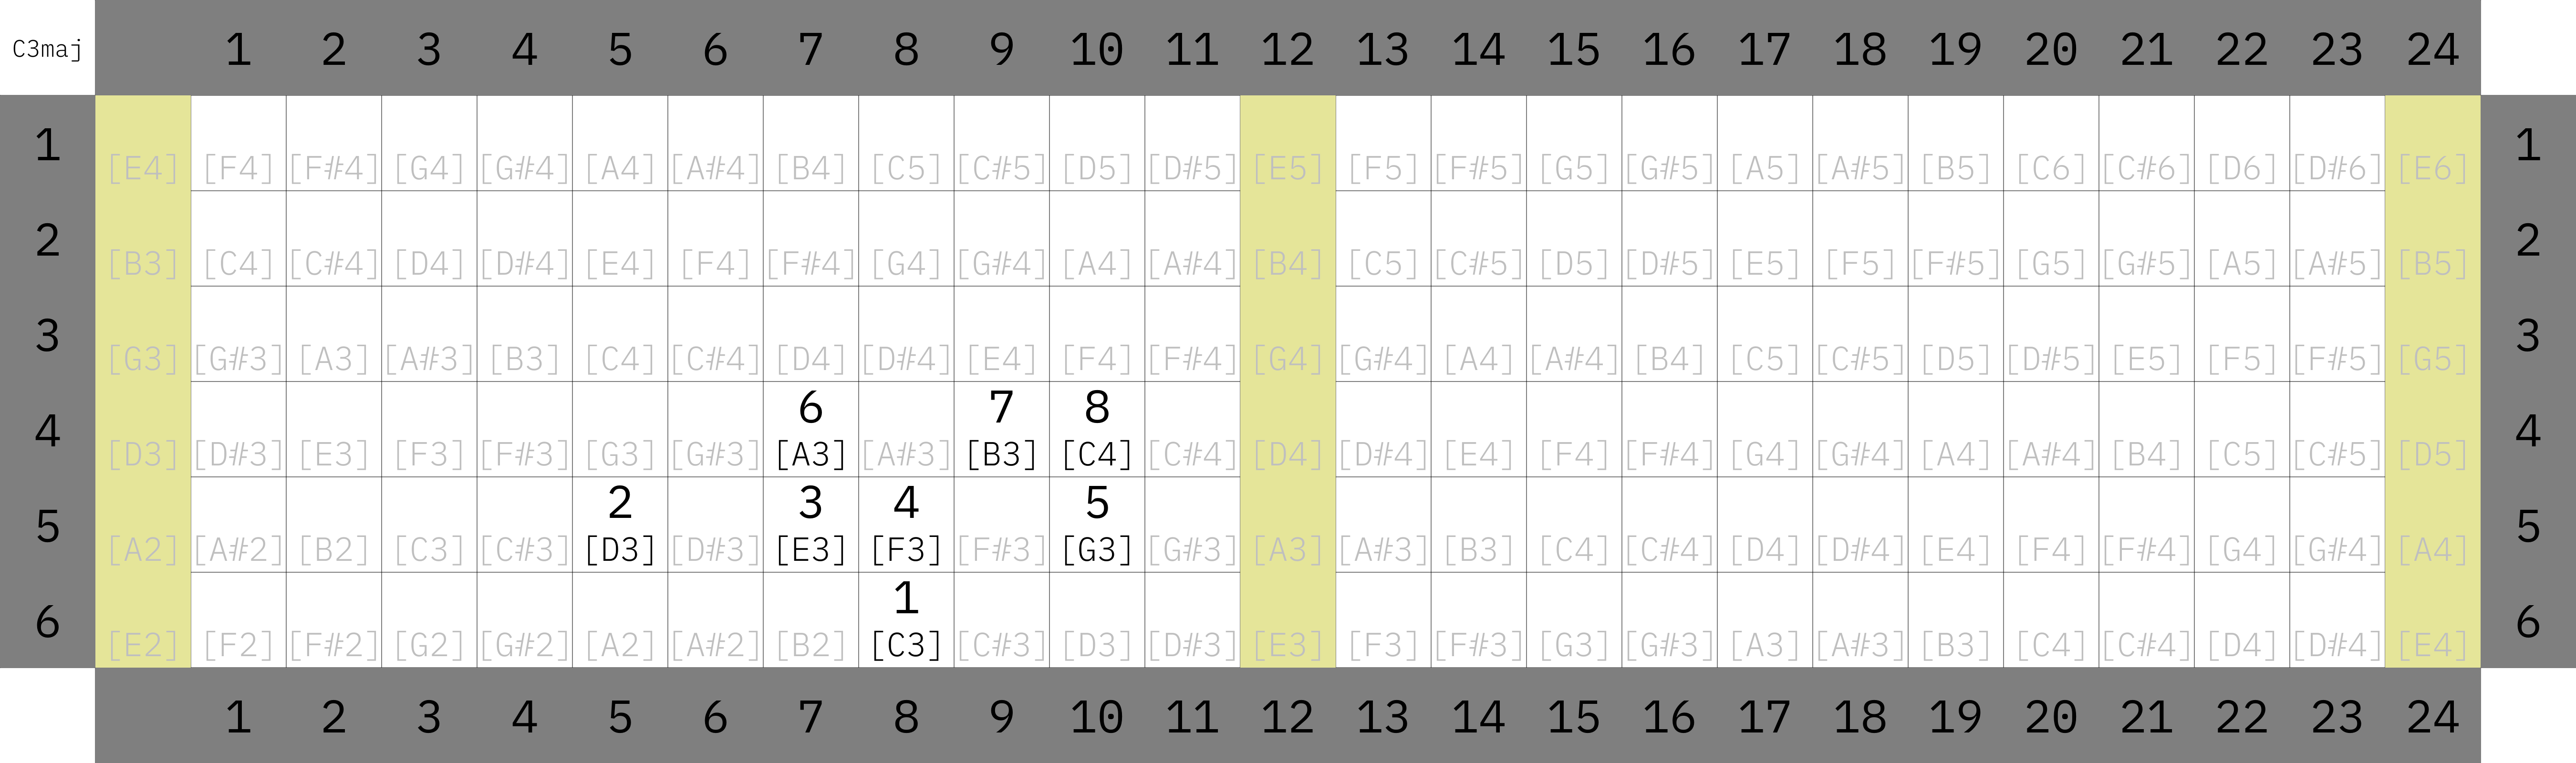 C3maj 1 2 3 4 5 6 7 8 9 10 11 12 13 14 15 16 17 18 19 20 21 22 23 24
1 [E4] [F4] [F#4] [G4] [G#4] [A4] [A#4] [B4] [C5] [C#5] [D5] [D#5] [E5] [F5] [F#5] [G5] [G#5] [A5] [A#5] [B5] [C6] [C#6] [D6] [D#6] [E6] 1
2 [B3] [C4] [C#4] [D4] [D#4] [E4] [F4] [F#4] [G4] [G#4] [A4] [A#4] [B4] [C5] [C#5] [D5] [D#5] [E5] [F5] [F#5] [G5] [G#5] [A5] [A#5] [B5] 2
3 [G3] [G#3] [A3] [A#3] [B3] [C4] [C#4] [D4] [D#4] [E4] [F4] [F#4] [G4] [G#4] [A4] [A#4] [B4] [C5] [C#5] [D5] [D#5] [E5] [F5] [F#5] [G5] 3
6 7 8
4 [D3] [D#3] [E3] [F3] [F#3] [G3] [G#3] [A3] [A#3] [B3] [C4] [C#4] [D4] [D#4] [E4] [F4] [F#4] [G4] [G#4] [A4] [A#4] [B4] [C5] [C#5] [D5] 4
2 3 4 5
5 [A2] [A#2] [B2] [C3] [C#3] [D3] [D#3] [E3] [F3] [F#3] [G3] [G#3] [A3] [A#3] [B3] [C4] [C#4] [D4] [D#4] [E4] [F4] [F#4] [G4] [G#4] [A4] 5
1
6 [E2] [F2] [F#2] [G2] [G#2] [A2] [A#2] [B2] [C3] [C#3] [D3] [D#3] [E3] [F3] [F#3] [G3] [G#3] [A3] [A#3] [B3] [C4] [C#4] [D4] [D#4] [E4] 6
1 2 3 4 5 6 7 8 9 10 11 12 13 14 15 16 17 18 19 20 21 22 23 24